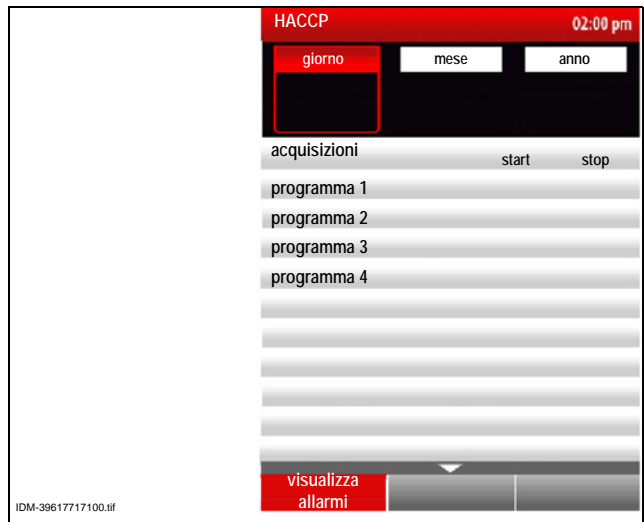 HACCP 02:00 pm
giorno mese anno
acquisizioni start stop
programma 1
programma 2
programma 3
programma 4
visualizza
allarmi
IDM-39617717100.tif